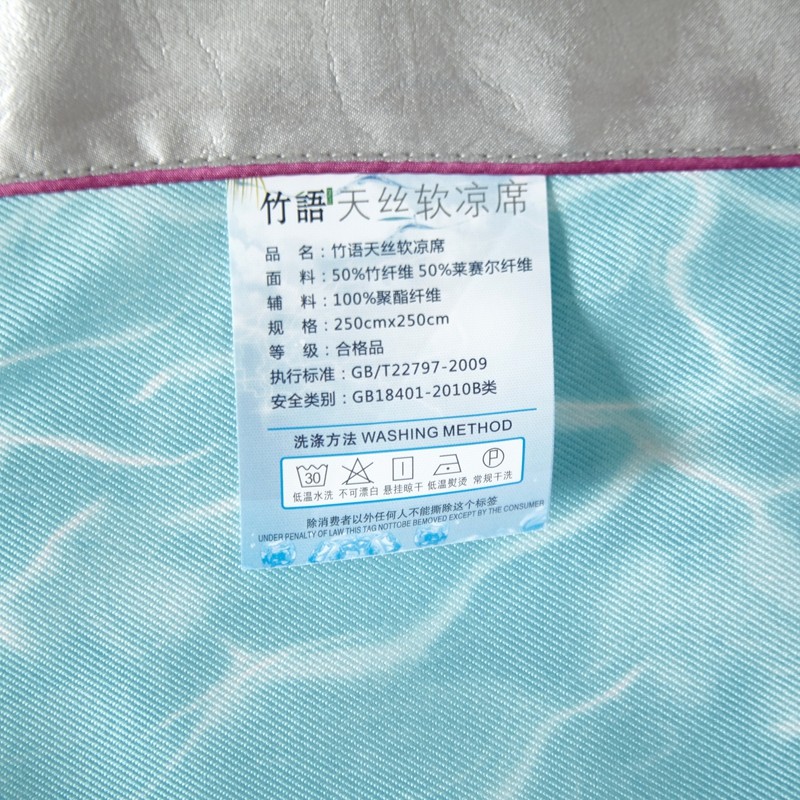 竹語天丝软凉席
品 名：竹语天丝软凉席
面 料：50%竹纤维 50%莱赛尔纤维
辅 料：100%聚酯纤维
规 格：250cmx250cm
等 级：合格品
执行标准：GB/T22797-2009
安全类别：GB18401-2010B类
洗涤方法 WASHING METHOD
30 P
低温水洗 不可漂白 悬挂晾干 低温熨烫 常规干洗
除消费者以外任何人不能撕除这个标签
UNDER PENALTY OF LAW THIS TAG NOTTOBE BEMOVED EXCEPT BY THE CONSUMER